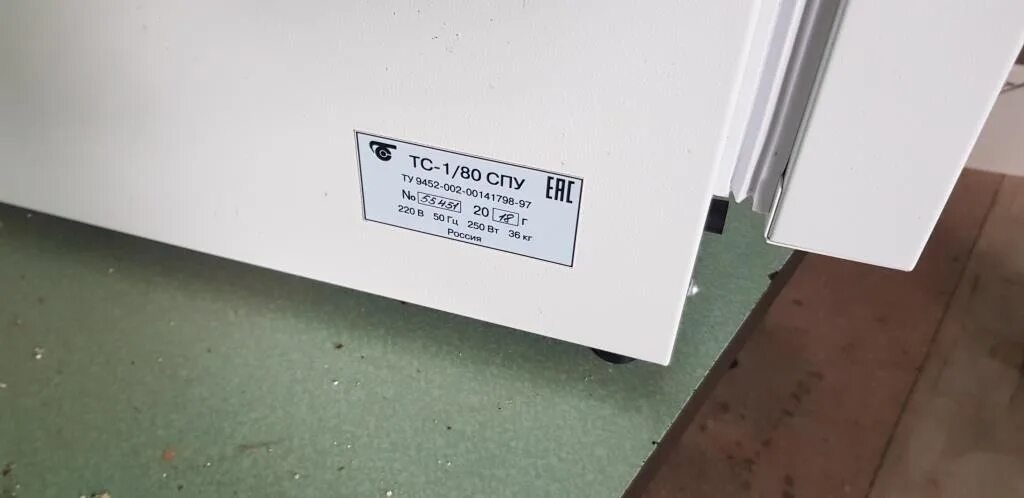 ТС-1/80 СПУ
ТУ 9452-002-00141798-97
№ 55451 20 18 г
220 В 50 Гц 250 Вт 36 кг
Россия
ЕАС